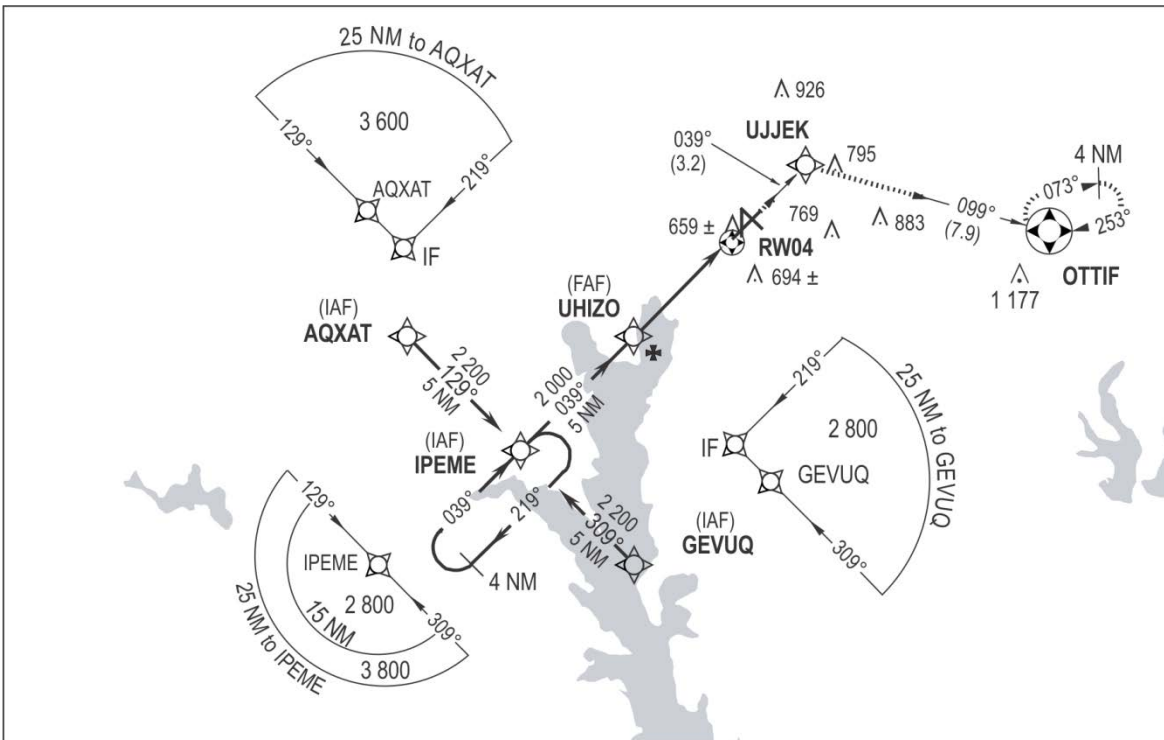 25 NM to AQXAT
3 600
129°
219°
AQXAT
IF
926
UJJEK
039°
(3.2)
795
4 NM
073°
253°
099°
(7.9)
883
769
659 ±
RW04
694 ±
OTTIF
1 177
(FAF)
UHIZO
(IAF)
AQXAT
2 200
129°
5 NM
2 000
039°
5 NM
(IAF)
IPEME
039°
219°
4 NM
2 200
309°
5 NM
(IAF)
GEVUQ
219°
25 NM to GEVUQ
2 800
IF
GEVUQ
309°
129°
IPEME
2 800
15 NM
309°
25 NM to IPEME
3 800